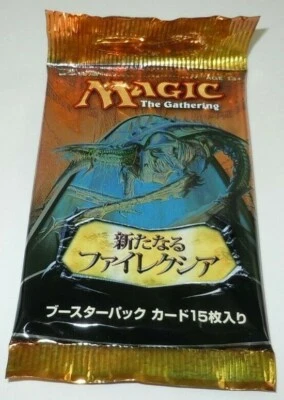 MAGIC
The Gathering
新たなる
ファイレクシア
ブースターパック カード15枚入り